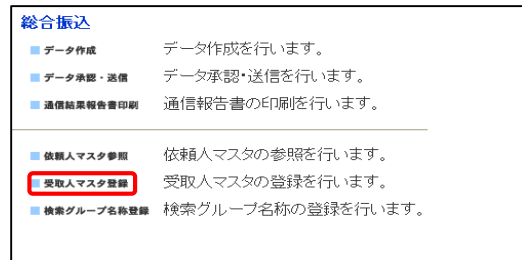 総合振込
データ作成 データ作成を行います。
データ承認・送信 データ承認・送信を行います。
通信結果報告書印刷 通信報告書の印刷を行います。
依頼人マスタ参照 依頼人マスタの参照を行います。
受取人マスタ登録 受取人マスタの登録を行います。
検索グループ名称登録 検索グループ名称の登録を行います。